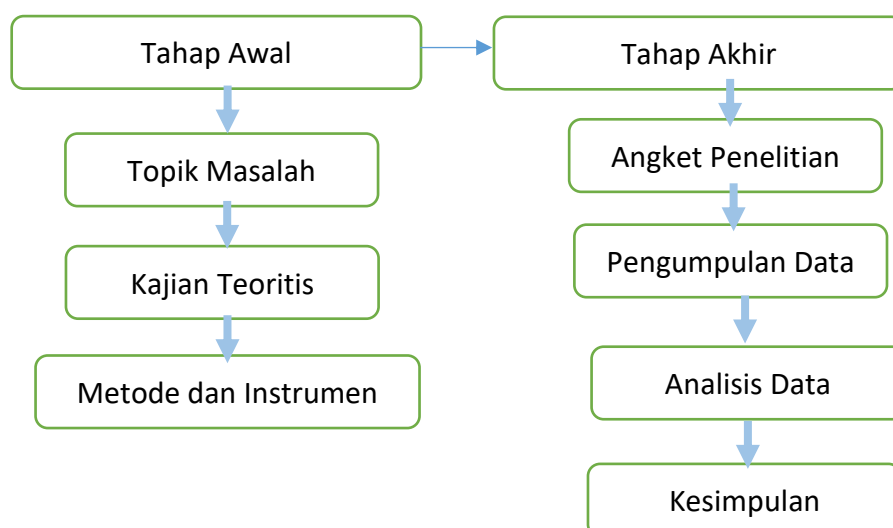 Tahap Awal
Topik Masalah
Kajian Teoritis
Metode dan Instrumen
Tahap Akhir
Angket Penelitian
Pengumpulan Data
Analisis Data
Kesimpulan